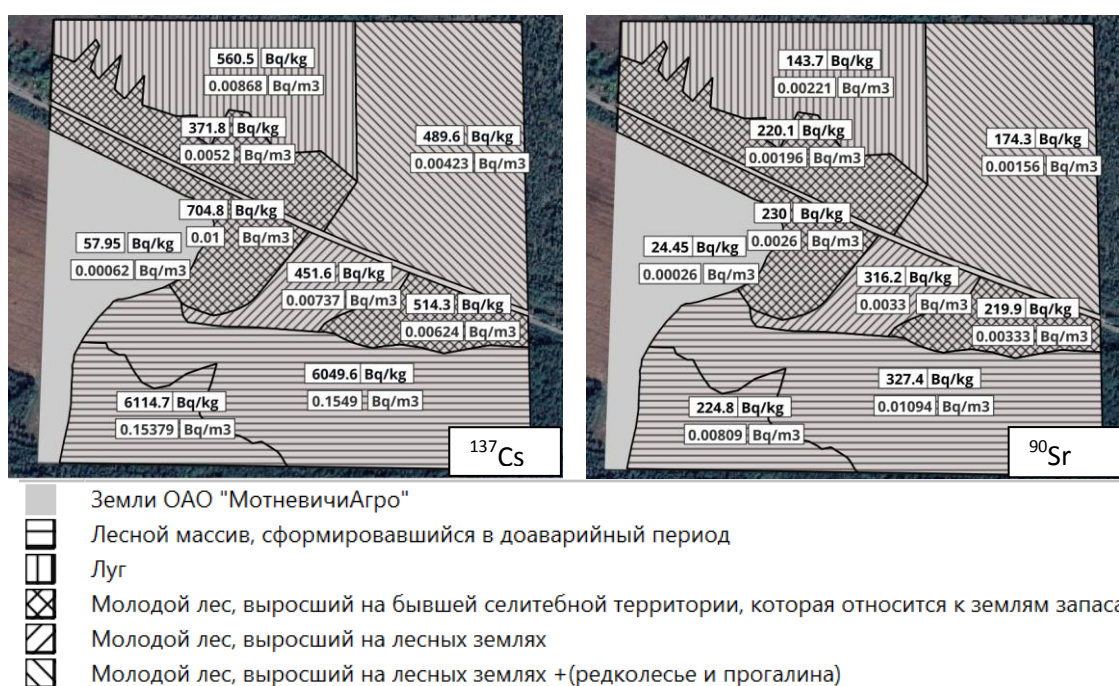 560.5 Bq/kg
0.00868 Bq/m3
371.8 Bq/kg
0.0052 Bq/m3
489.6 Bq/kg
0.00423 Bq/m3
704.8 Bq/kg
0.01 Bq/m3
57.95 Bq/kg
0.00062 Bq/m3
451.6 Bq/kg
0.00737 Bq/m3
514.3 Bq/kg
0.00624 Bq/m3
6049.6 Bq/kg
0.1549 Bq/m3
6114.7 Bq/kg
0.15379 Bq/m3
137Cs
143.7 Bq/kg
0.00221 Bq/m3
220.1 Bq/kg
0.00196 Bq/m3
174.3 Bq/kg
0.00156 Bq/m3
230 Bq/kg
0.0026 Bq/m3
24.45 Bq/kg
0.00026 Bq/m3
316.2 Bq/kg
0.0033 Bq/m3
219.9 Bq/kg
0.00333 Bq/m3
327.4 Bq/kg
0.01094 Bq/m3
224.8 Bq/kg
0.00809 Bq/m3
90Sr
Земли ОАО "МотневичиАгро"
Лесной массив, сформировавшийся в доаварийный период
Луг
Молодой лес, выросший на бывшей селитебной территории, которая относится к землям запаса
Молодой лес, выросший на лесных землях
Молодой лес, выросший на лесных землях +(редколесье и прогалина)